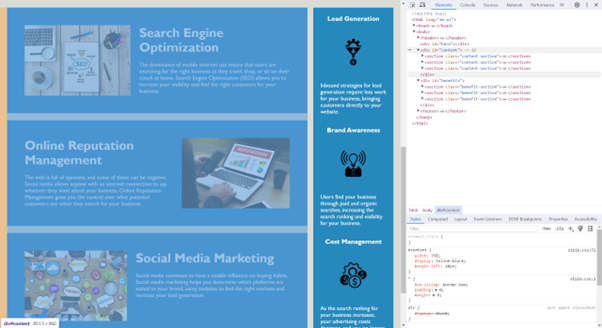 Search Engine
Optimization
The dominance of mobile internet use means that users are
searching for the right business as they travel, shop, or sit on their
couch at home. Search Engine Optimization (SEO) allows you to
increase your visibility and find the right customers for your
business.
SEO
Online Reputation
Management
The web is full of opinions, and some of these can be negative.
Social media allows anyone with an internet connection to say
whatever they want about your business. Online Reputation
Management gives you the control over what potential
customers are when they search for your business.
Social Media Marketing
Social media continues to have a sizable influence on buying habits.
Social media marketing helps you determine which platforms are
suited to your brand, using analytics to find the right markets and
increase your lead generation.
div#content
Lead Generation
Inbound strategies for lead
generation require less work
for your business, bringing
customers directly to your
website.
Brand Awareness
Users find your business
through paid and organic
searches, increasing the
search ranking and visibility
for your business.
Cost Management
As the search ranking for
your business increases,
your advertising costs
Elements Console Sources Network Performance
<!DOCTYPE html>
<html lang="en-us">
<head> </head>
<body>
<header> </header>
<div id="hero"></div>
<div id="content">
<section class="content-section"> </section>
<section class="content-section"> </section>
<section class="content-section"> </section>
</div>
<div id="benefits">
<section class="benefit-section"> </section>
<section class="benefit-section"> </section>
<section class="benefit-section"> </section>
</div>
<footer> </footer>
</body>
</html>
html body div#content
Styles Computed Layout Event Listeners DOM Breakpoints Properties Accessibility
Filter :hov .cls
element.style {
}
#content {
width: 75%;
display: inline-block;
margin-left: 20px;
}
* {
box-sizing: border-box;
padding: 0;
margin: 0;
}
div {
user agent stylesheet
display: block;